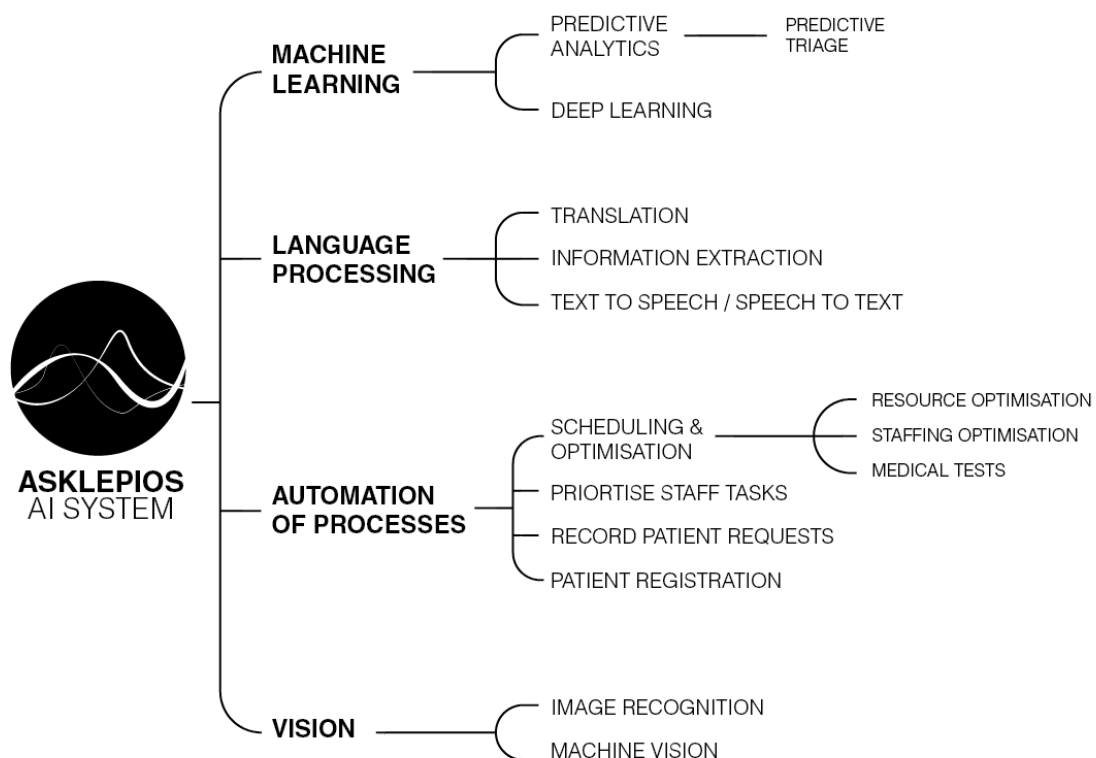 MACHINE
LEARNING
PREDICTIVE
ANALYTICS
PREDICTIVE
TRIAGE
DEEP LEARNING
LANGUAGE
PROCESSING
TRANSLATION
INFORMATION EXTRACTION
TEXT TO SPEECH / SPEECH TO TEXT
ASKLEPIOS
AI SYSTEM
AUTOMATION
OF PROCESSES
SCHEDULING &
OPTIMISATION
RESOURCE OPTIMISATION
STAFFING OPTIMISATION
MEDICAL TESTS
PRIORTISE STAFF TASKS
RECORD PATIENT REQUESTS
PATIENT REGISTRATION
VISION
IMAGE RECOGNITION
MACHINE VISION